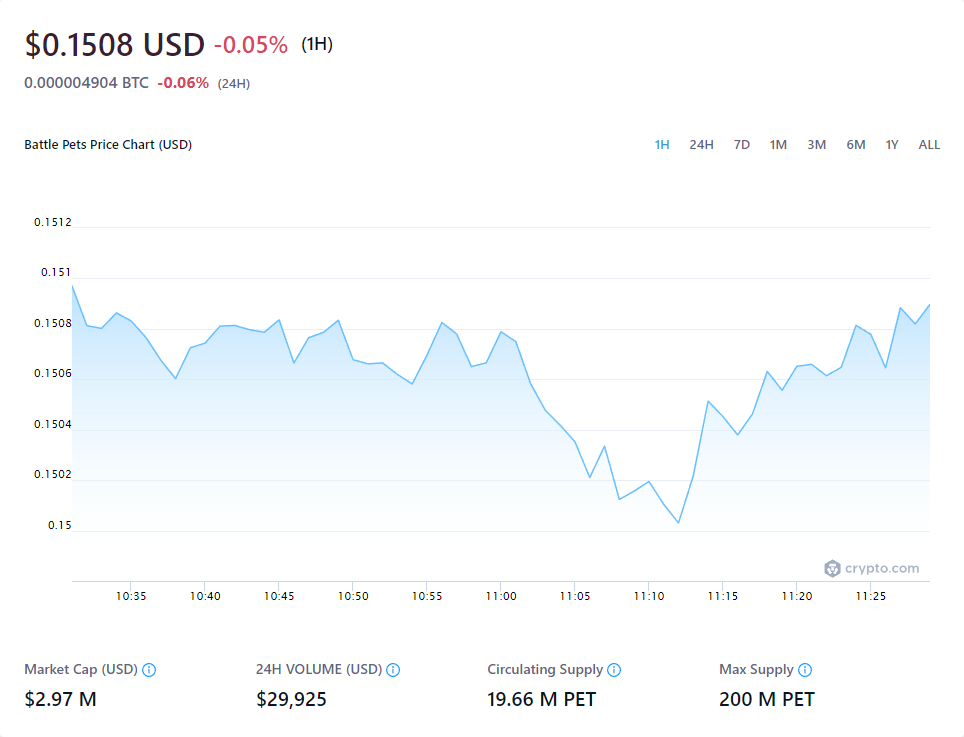 $0.1508 USD -0.05% (1H)
0.000004904 BTC -0.06% (24H)
Battle Pets Price Chart (USD) 1H 24H 7D 1M 3M 6M 1Y ALL
0.1512
0.151
0.1508
0.1506
0.1504
0.1502
0.15
crypto.com
10:35 10:40 10:45 10:50 10:55 11:00 11:05 11:10 11:15 11:20 11:25
Market Cap (USD) 24H VOLUME (USD) Circulating Supply Max Supply
$2.97 M $29,925 19.66 M PET 200 M PET